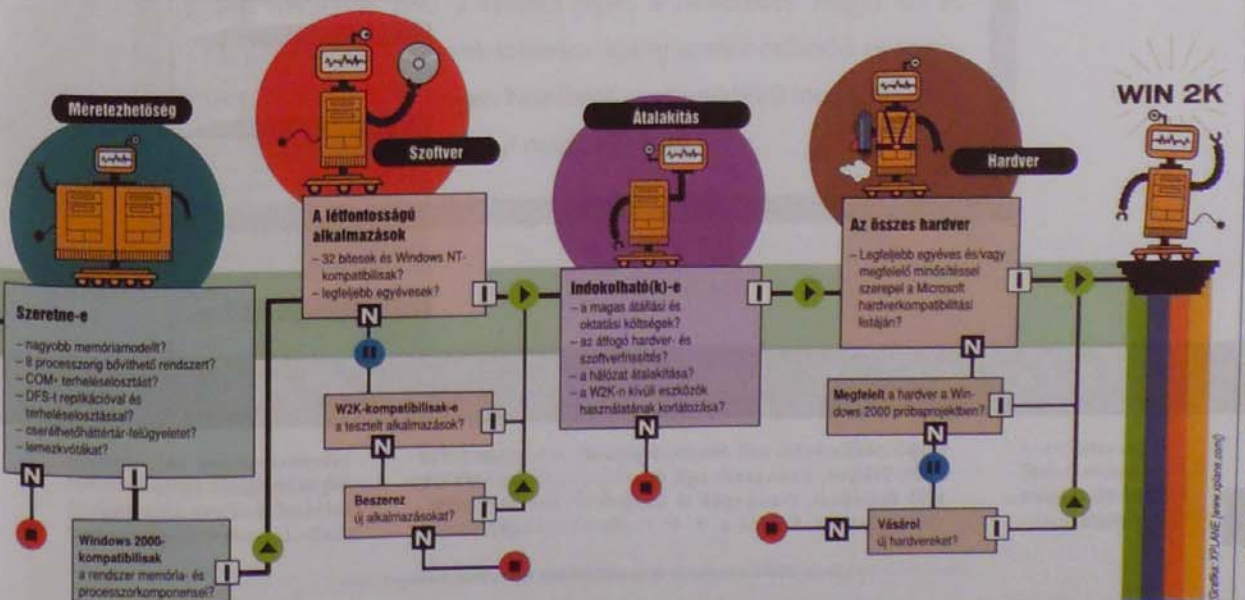 Méretezhetőség
Szeretne-e
– nagyobb memóriamodellt?
– 8 processzorig bővíthető rendszert?
– COM+ terheléselosztást?
– DFS-t replikációval és
terheléselosztással?
– cserélhetőháttértár-felügyeletet?
– lemezkvótákat?
N
I
Windows 2000-
kompatibilisak
a rendszer memória- és
processzorkomponensei?
I
Szoftver
A létfontosságú
alkalmazások
– 32 bitesek és Windows NT-
kompatibilisak?
– legfeljebb egyévesek?
I
N
W2K-kompatibilisak-e
a tesztelt alkalmazások?
I
N
Beszerez
új alkalmazásokat?
I
N
Átalakítás
Indokolható(k)-e
– a magas átállási és
oktatási költségek?
– az átfogó hardver- és
szoftverfrissítés?
– a hálózat átalakítása?
– a W2K-n kívüli eszközök
használatának korlátozása?
I
N
Hardver
Az összes hardver
– Legfeljebb egyéves és/vagy
megfelelő minősítéssel
szerepel a Microsoft
hardverkompatibilitási
listáján?
I
N
Megfelelt a hardver a Win-
dows 2000 próbaprojektben?
I
N
Vásárol
új hardvereket?
I
N
WIN 2K
Grafika: XPLANE (www.xplane.com)